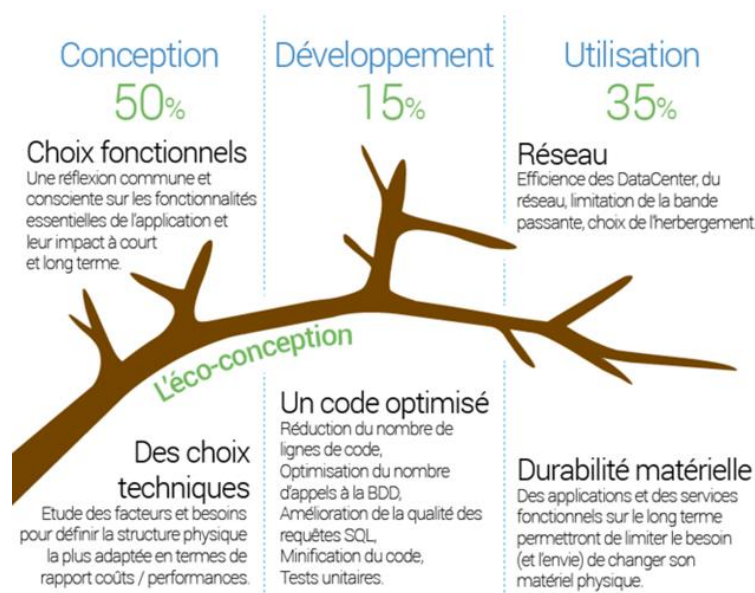 Conception
50%
Choix fonctionnels
Une réflexion commune et
consciente sur les fonctionnalités
essentielles de l'application et
leur impact à court
et long terme.
Des choix
techniques
Etude des facteurs et besoins
pour définir la structure physique
la plus adaptée en termes de
rapport coûts / performances.
L'éco-conception
Développement
15%
Un code optimisé
Réduction du nombre de
lignes de code,
Optimisation du nombre
d'appels à la BDD,
Amélioration de la qualité des
requêtes SQL,
Minification du code,
Tests unitaires.
Utilisation
35%
Réseau
Efficience des DataCenter, du
réseau, limitation de la bande
passante, choix de l'herbergement
Durabilité matérielle
Des applications et des services
fonctionnels sur le long terme
permettront de limiter le besoin
(et l'envie) de changer son
matériel physique.